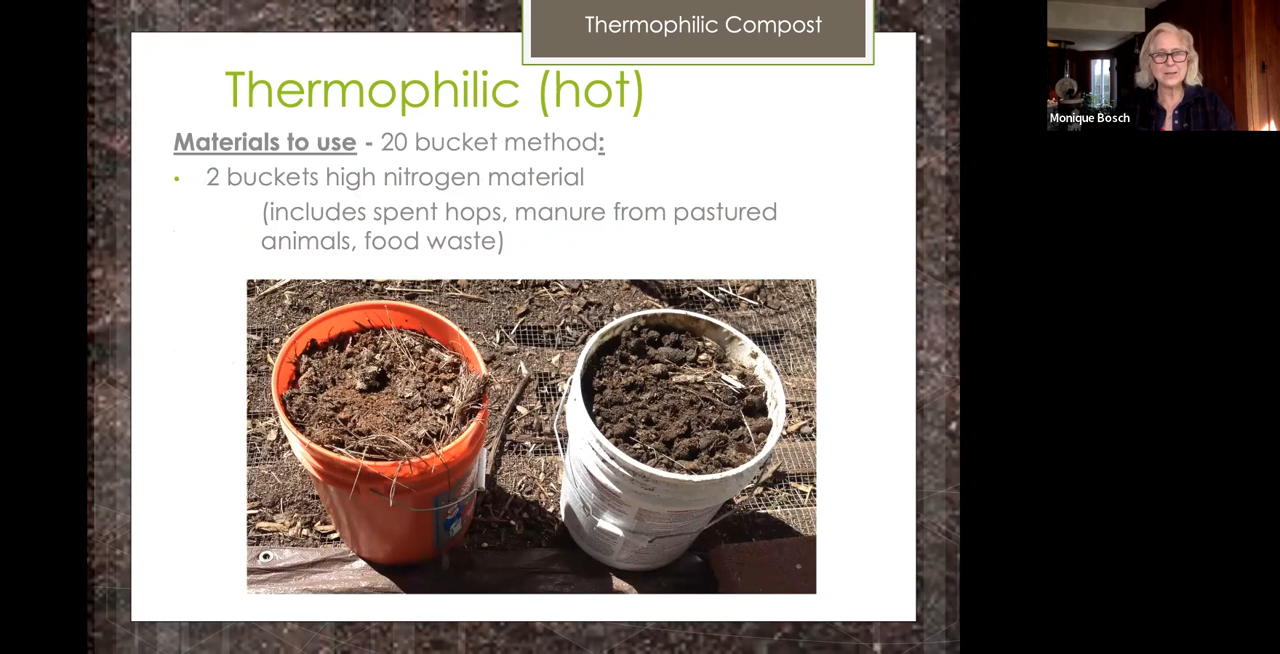 Thermophilic Compost
Thermophilic (hot)
Materials to use - 20 bucket method:
• 2 buckets high nitrogen material
(includes spent hops, manure from pastured
animals, food waste)
Monique Bosch